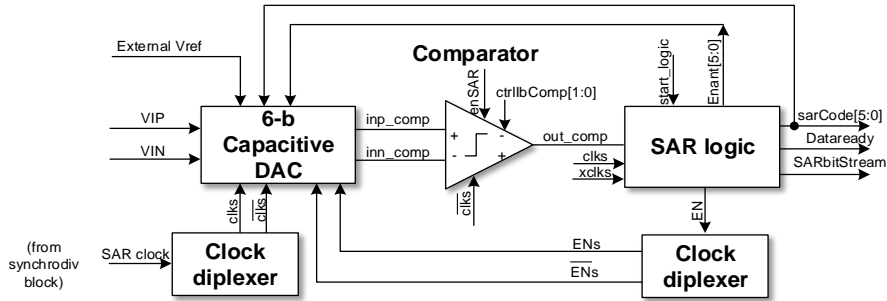 External Vref
Comparator
enSAR
ctrlIbComp[1:0]
start_logic
Enant[5:0]
VIP
VIN
6-b
Capacitive
DAC
inp_comp
inn_comp
+
-
-
+
out_comp
clks
xclks
SAR logic
sarCode[5:0]
Dataready
SARbitStream
clks
clks
clks
EN
(from
synchrodiv
block)
SAR clock
Clock
diplexer
ENs
ENs
Clock
diplexer